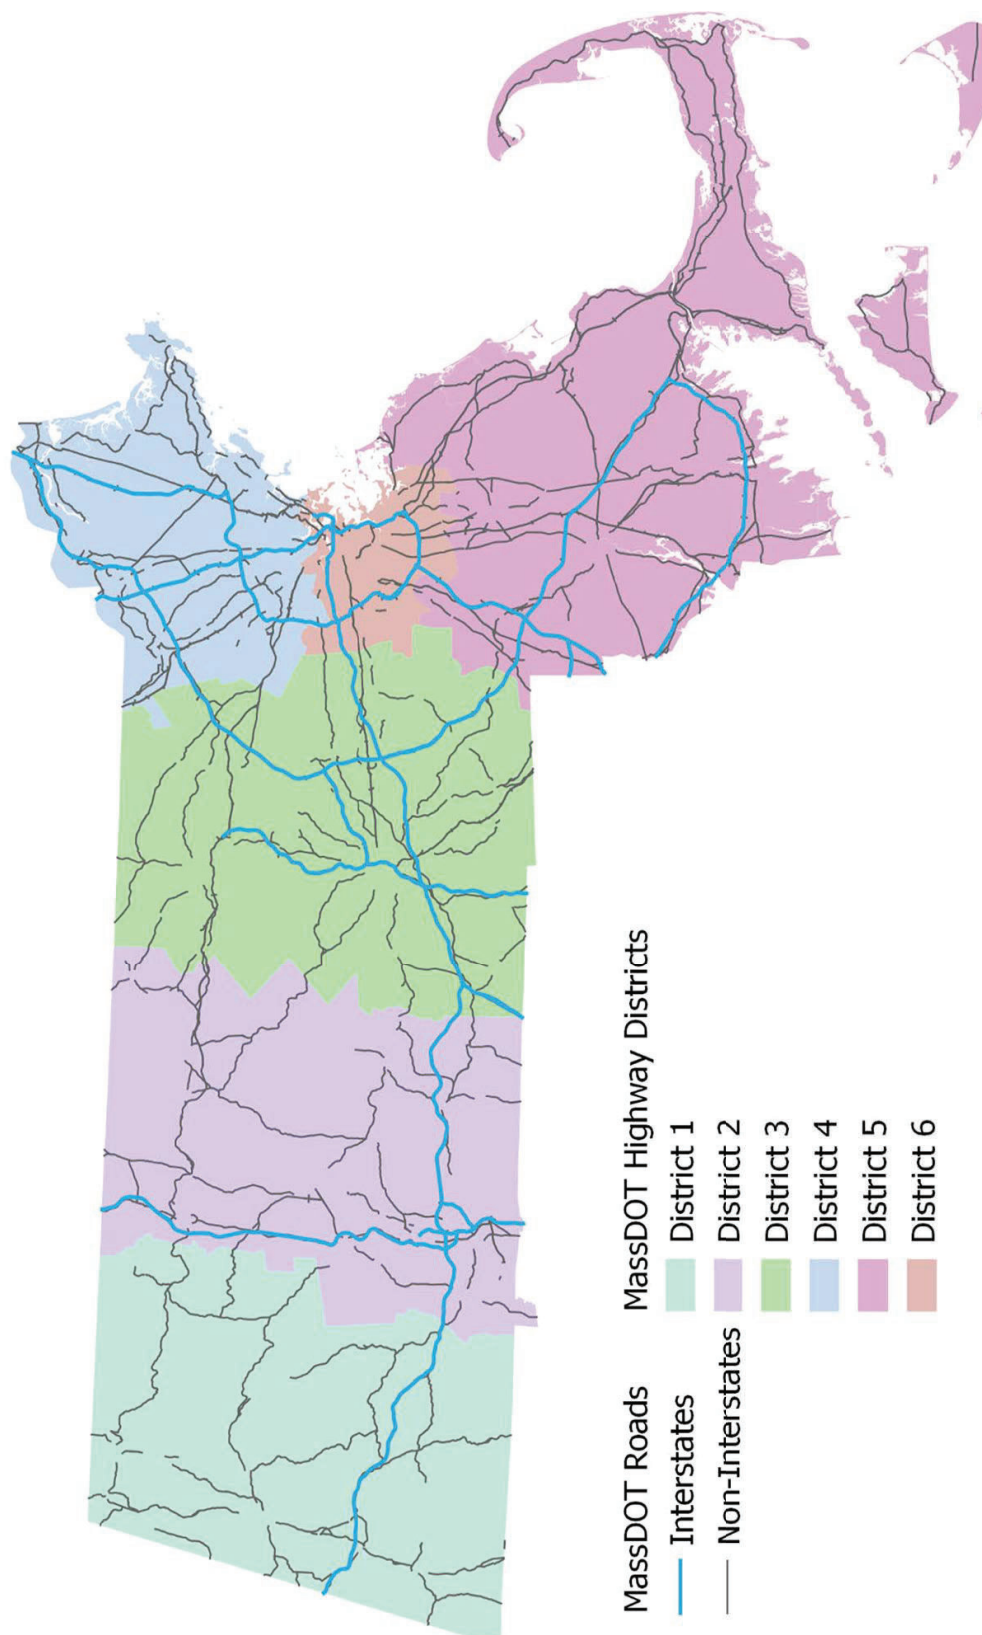 MassDOT Roads
Interstates
Non-Interstates
MassDOT Highway Districts
District 1
District 2
District 3
District 4
District 5
District 6